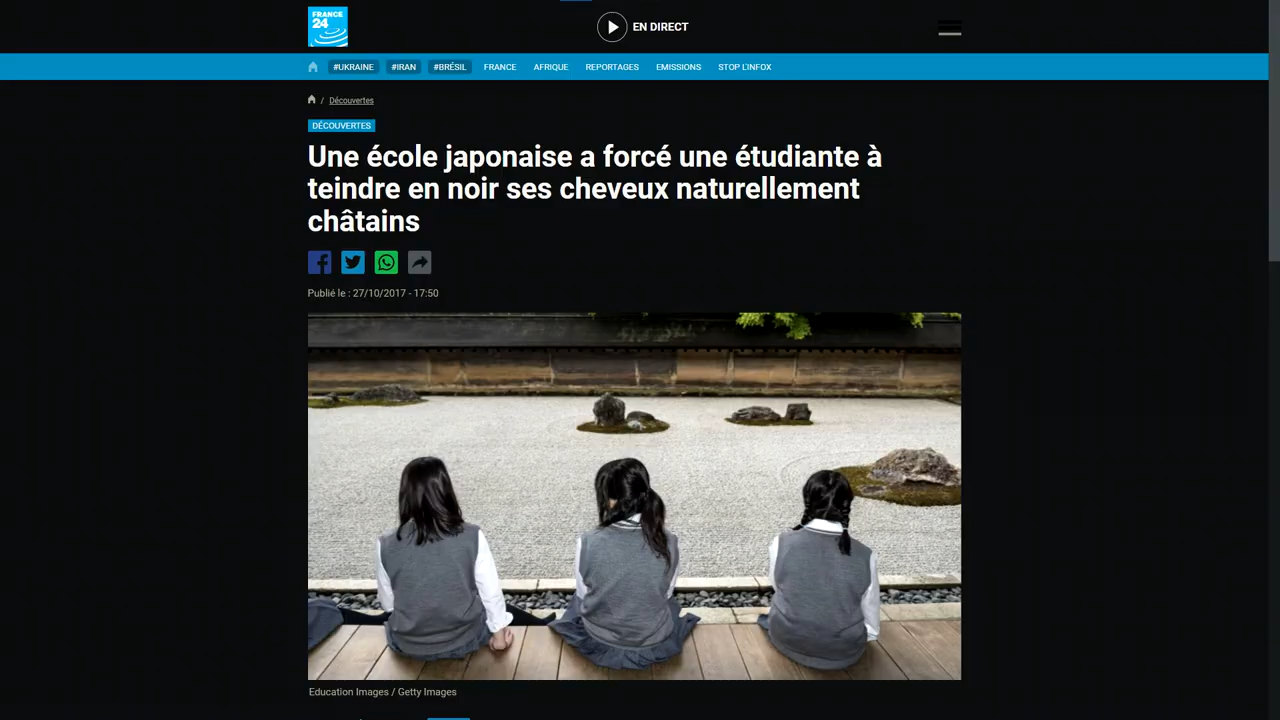 FRANCE
24
EN DIRECT
#UKRAINE #IRAN #BRÉSIL FRANCE AFRIQUE REPORTAGES EMISSIONS STOP L'INFOX
/ Découvertes
DÉCOUVERTES
Une école japonaise a forcé une étudiante à
teindre en noir ses cheveux naturellement
châtains
Publié le : 27/10/2017 - 17:50
Education Images / Getty Images